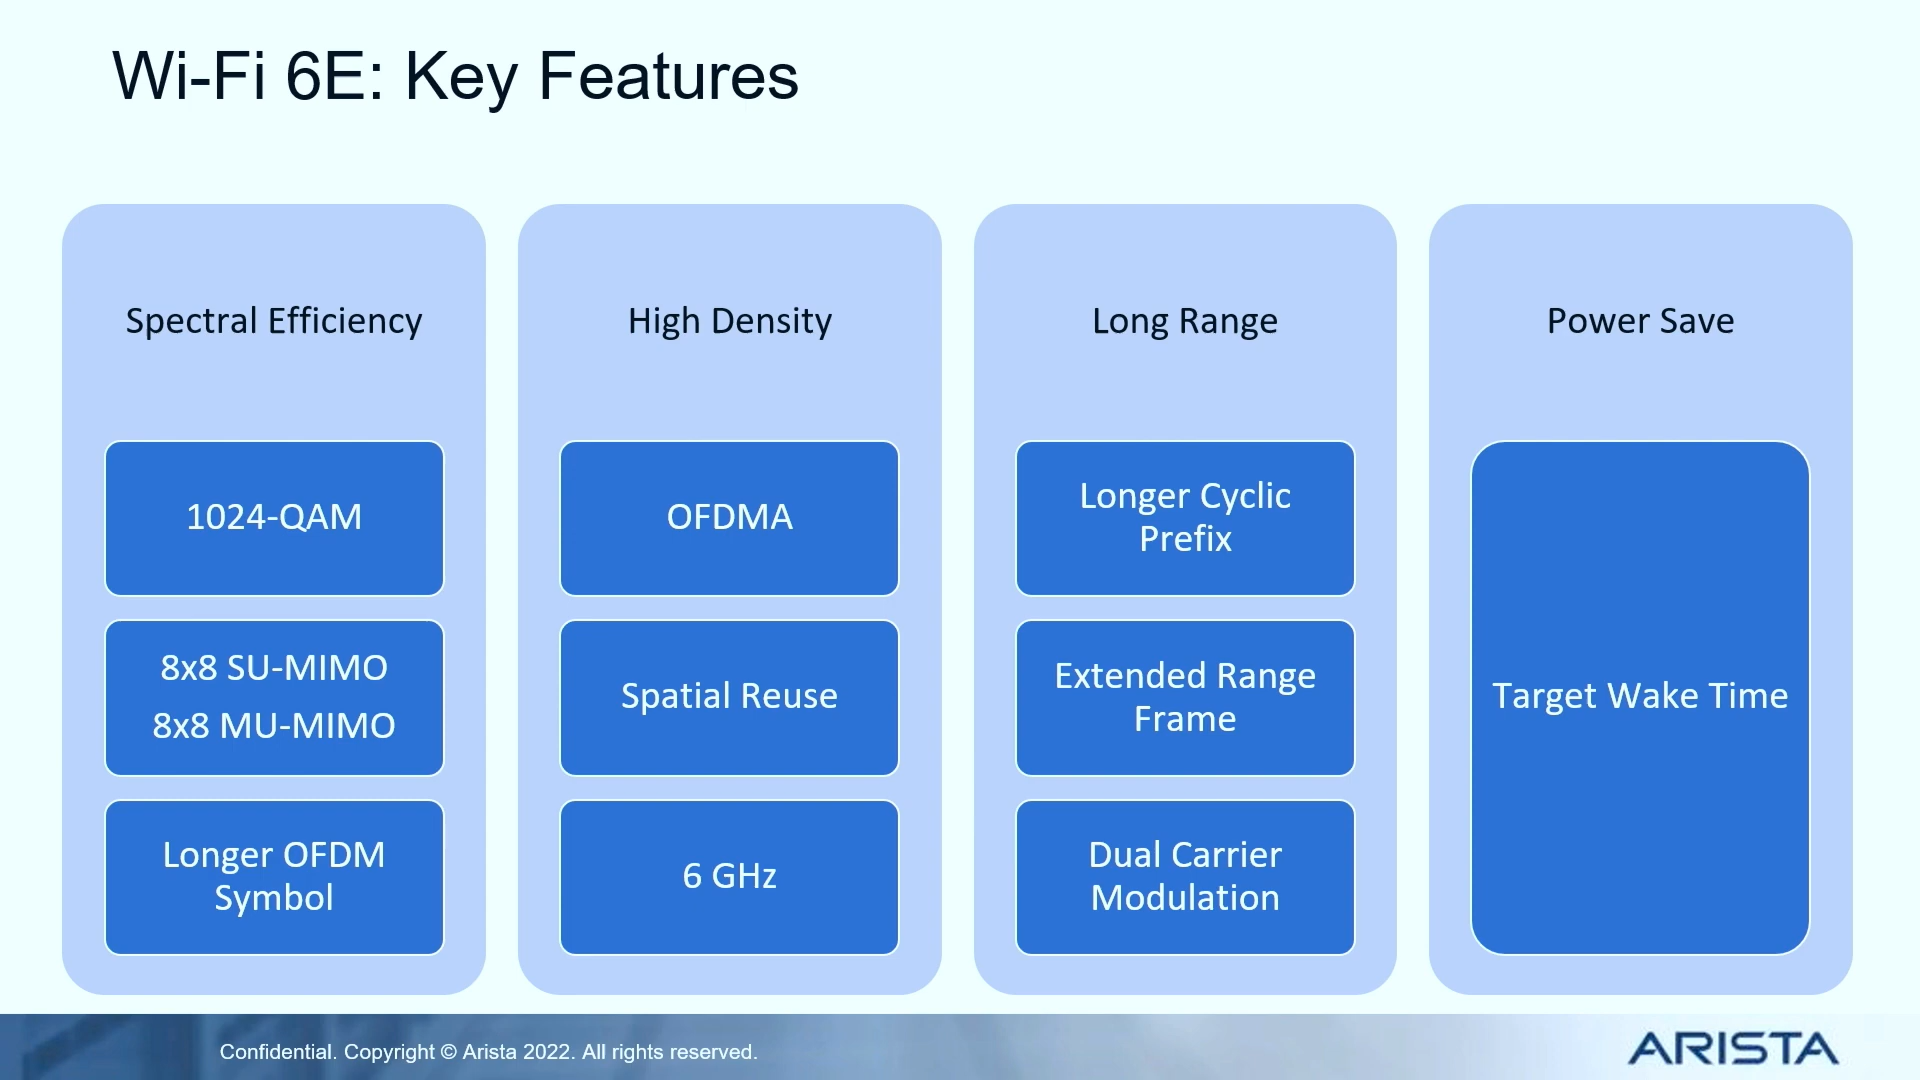 Wi-Fi 6E: Key Features
Spectral Efficiency
1024-QAM
8x8 SU-MIMO
8x8 MU-MIMO
Longer OFDM
Symbol
High Density
OFDMA
Spatial Reuse
6 GHz
Long Range
Longer Cyclic
Prefix
Extended Range
Frame
Dual Carrier
Modulation
Power Save
Target Wake Time
Confidential. Copyright © Arista 2022. All rights reserved.
ARISTA